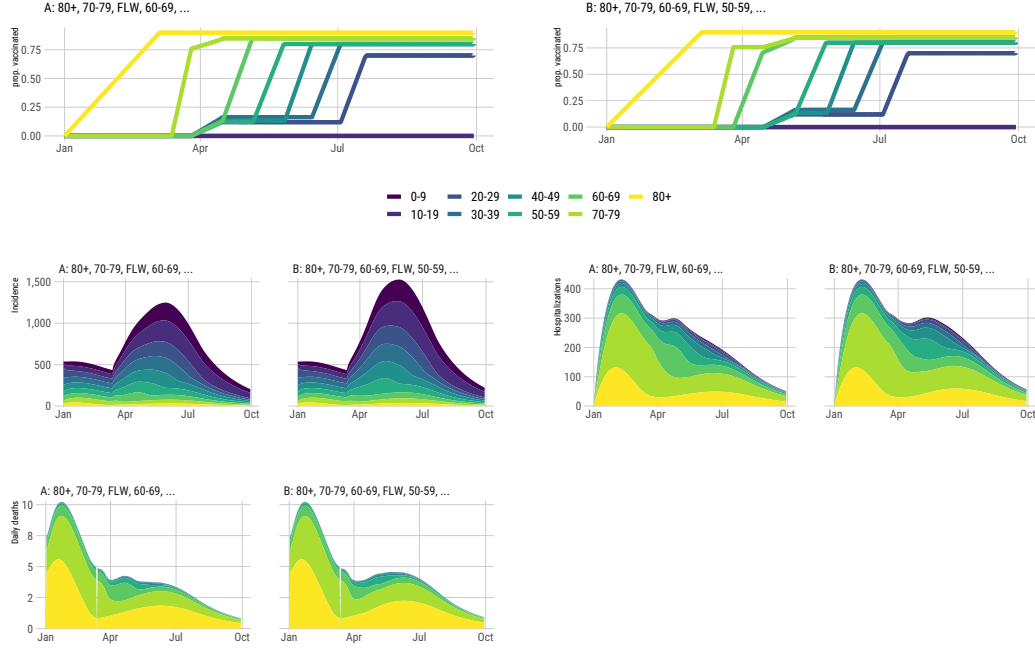 A: 80+, 70-79, FLW, 60-69, ...
B: 80+, 70-79, 60-69, FLW, 50-59, ...
prop. vaccinated
0.75
0.50
0.25
0.00
Jan Apr Jul Oct
prop. vaccinated
0.75
0.50
0.25
0.00
Jan Apr Jul Oct
0-9 20-29 40-49 60-69 80+
10-19 30-39 50-59 70-79
A: 80+, 70-79, FLW, 60-69, ...
B: 80+, 70-79, 60-69, FLW, 50-59, ...
Incidence
1,500
1,000
500
0
Jan Apr Jul Oct
Jan Apr Jul Oct
A: 80+, 70-79, FLW, 60-69, ...
B: 80+, 70-79, 60-69, FLW, 50-59, ...
Hospitalizations
400
300
200
100
0
Jan Apr Jul Oct
Jan Apr Jul Oct
A: 80+, 70-79, FLW, 60-69, ...
B: 80+, 70-79, 60-69, FLW, 50-59, ...
Daily deaths
10
8
5
2
0
Jan Apr Jul Oct
Jan Apr Jul Oct